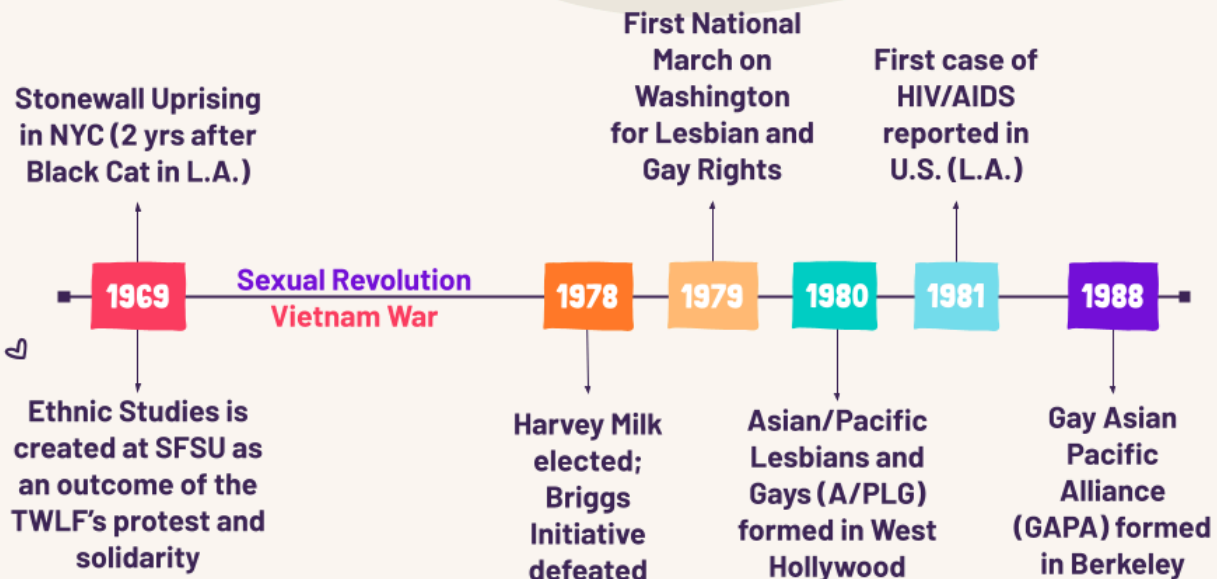 Stonewall Uprising
in NYC (2 yrs after
Black Cat in L.A.)
First National
March on
Washington
for Lesbian and
Gay Rights
First case of
HIV/AIDS
reported in
U.S. (L.A.)
1969
Sexual Revolution
Vietnam War
1978
1979
1980
1981
1988
Ethnic Studies is
created at SFSU as
an outcome of the
TWLF's protest and
solidarity
Harvey Milk
elected;
Briggs
Initiative
defeated
Asian/Pacific
Lesbians and
Gays (A/PLG)
formed in West
Hollywood
Gay Asian
Pacific
Alliance
(GAPA) formed
in Berkeley